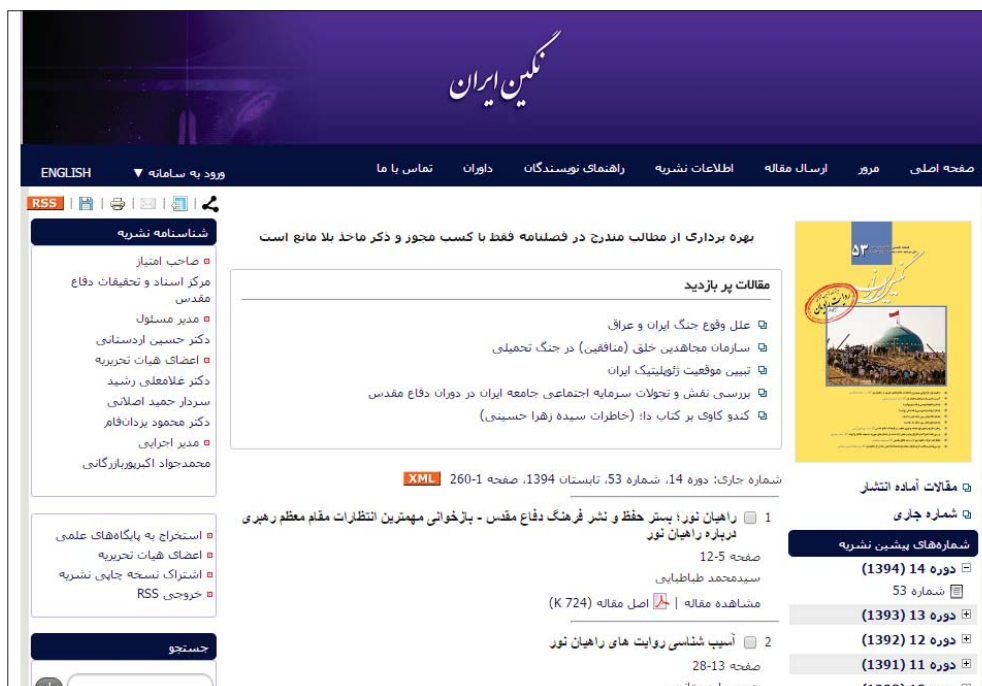 نگین ایران
صفحه اصلی مرور ارسال مقاله اطلاعات نشریه راهنمای نویسندگان داوران تماس با ما ورود به سامانه ▼ ENGLISH
RSS
بهره برداری از مطالب مندرج در فصلنامه فقط با کسب مجوز و ذکر ماخذ بلا مانع است
۵۳
نگین ایران
مقالات آماده انتشار
شماره جاری
شماره‌های پیشین نشریه
دوره 14 (1394)
شماره 53
دوره 13 (1393)
دوره 12 (1392)
دوره 11 (1391)
مقالات پر بازدید
علل وقوع جنگ ایران و عراق
سازمان مجاهدین خلق (منافقین) در جنگ تحمیلی
تبیین موقعیت ژئوپلیتیک ایران
بررسی نقش و تحولات سرمایه اجتماعی جامعه ایران در دوران دفاع مقدس
کندو کاوی بر کتاب دا؛ (خاطرات سیده زهرا حسینی)
شماره جاری: دوره 14، شماره 53، تابستان 1394، صفحه 1-260 XML
1 راهیان نور؛ بستر حفظ و نشر فرهنگ دفاع مقدس - بازخوانی مهمترین انتظارات مقام معظم رهبری
درباره راهیان نور
صفحه 5-12
سیدمحمد طباطبایی
مشاهده مقاله | اصل مقاله (724 K)
2 آسیب شناسی روایت های راهیان نور
صفحه 13-28
شناسنامه نشریه
صاحب امتیاز
مرکز اسناد و تحقیقات دفاع
مقدس
مدیر مسئول
دکتر حسین اردستانی
اعضای هیات تحریریه
دکتر غلامعلی رشید
سردار حمید اصلانی
دکتر محمود یزدان‌فام
مدیر اجرایی
محمدجواد اکبرپوربازرگانی
استخراج به پایگاه‌های علمی
اعضای هیات تحریریه
اشتراک نسخه چاپی نشریه
خروجی RSS
جستجو